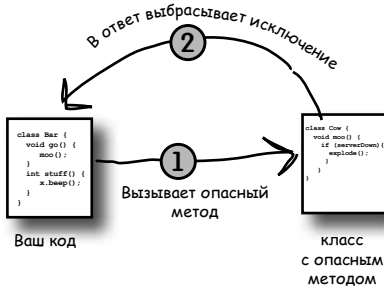 В ответ выбрасывает исключение
2
class Bar {
void go() {
moo();
}
int stuff() {
x.beep();
}
}
1
class Cow {
void moo() {
if (serverDown){
explode();
}
}
}
Вызывает опасный
метод
Ваш код
класс
с опасным
методом